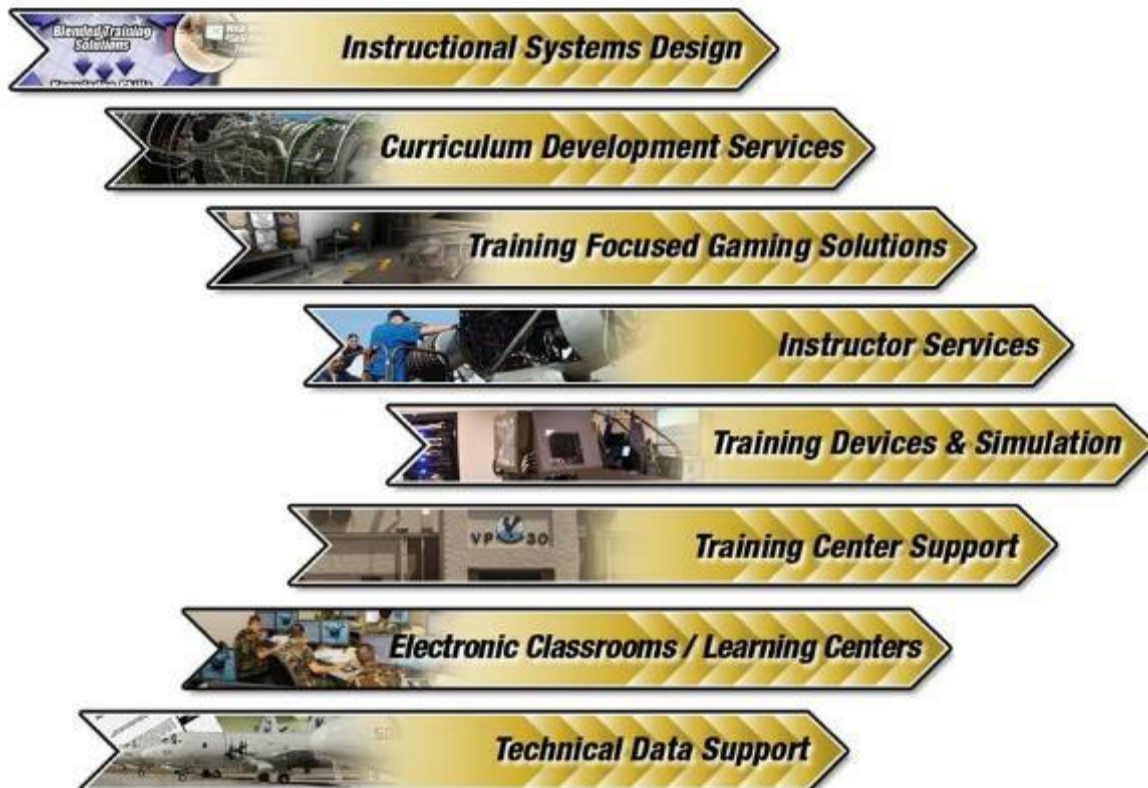 Blended Training
Solutions
Instructional Systems Design
Curriculum Development Services
Training Focused Gaming Solutions
Instructor Services
Training Devices & Simulation
VP 30
Training Center Support
Electronic Classrooms / Learning Centers
Technical Data Support